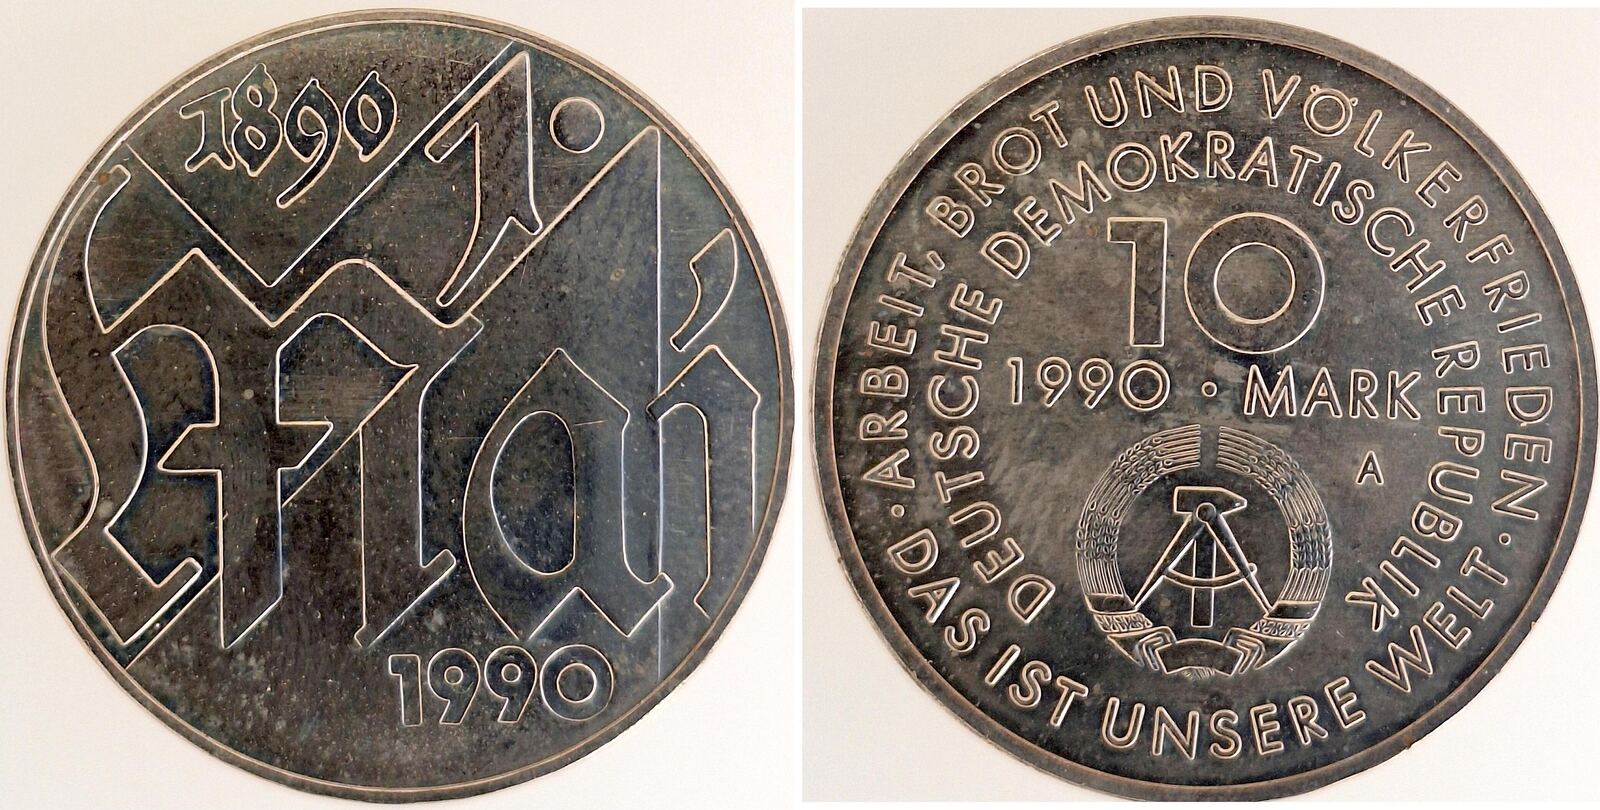 1890
1. Mai
1990
ARBEIT, BROT UND VÖLKERFRIEDEN · DAS IST UNSERE WELT ·
DEUTSCHE DEMOKRATISCHE REPUBLIK
10
1990 · MARK
A